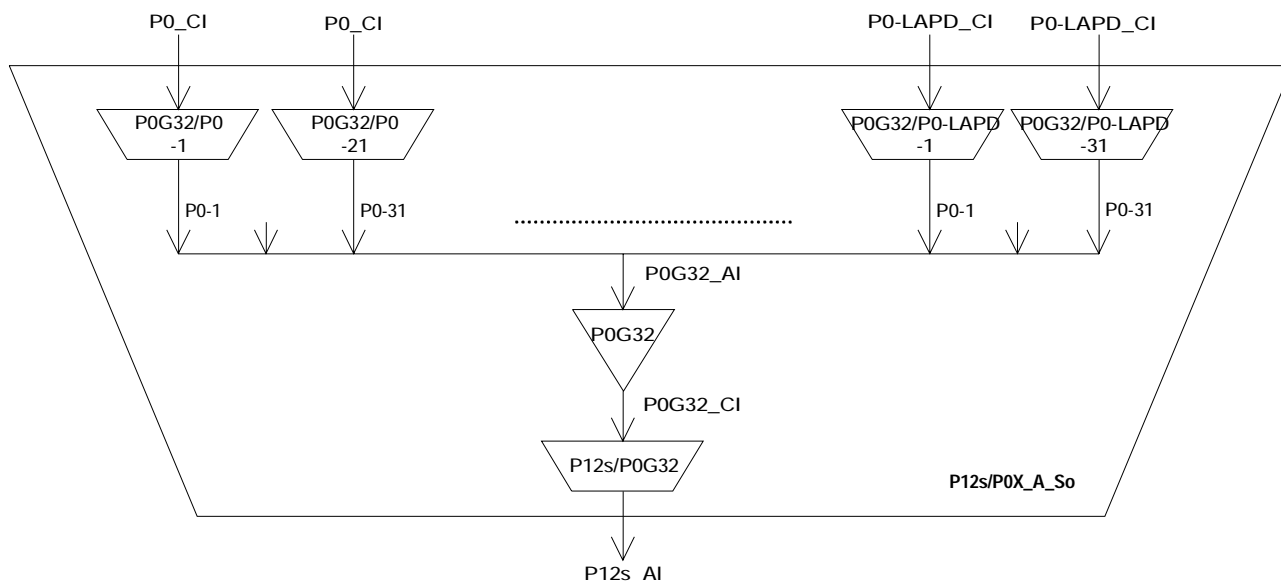 P0_CI
P0_CI
P0-LAPD_CI
P0-LAPD_CI
P0G32/P0
-1
P0G32/P0
-21
P0G32/P0-LAPD
-1
P0G32/P0-LAPD
-31
P0-1
P0-31
P0-1
P0-31
P0G32_AI
P0G32
P0G32_CI
P12s/P0G32
P12s/P0X_A_So
P12s_AI